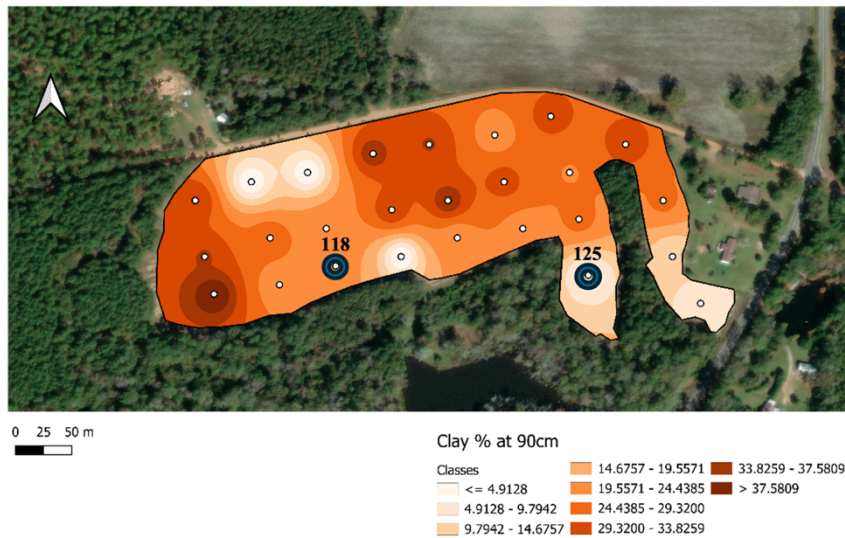 118
125
0 25 50 m
Clay % at 90cm
Classes
<= 4.9128
4.9128 - 9.7942
9.7942 - 14.6757
14.6757 - 19.5571
19.5571 - 24.4385
24.4385 - 29.3200
29.3200 - 33.8259
33.8259 - 37.5809
> 37.5809